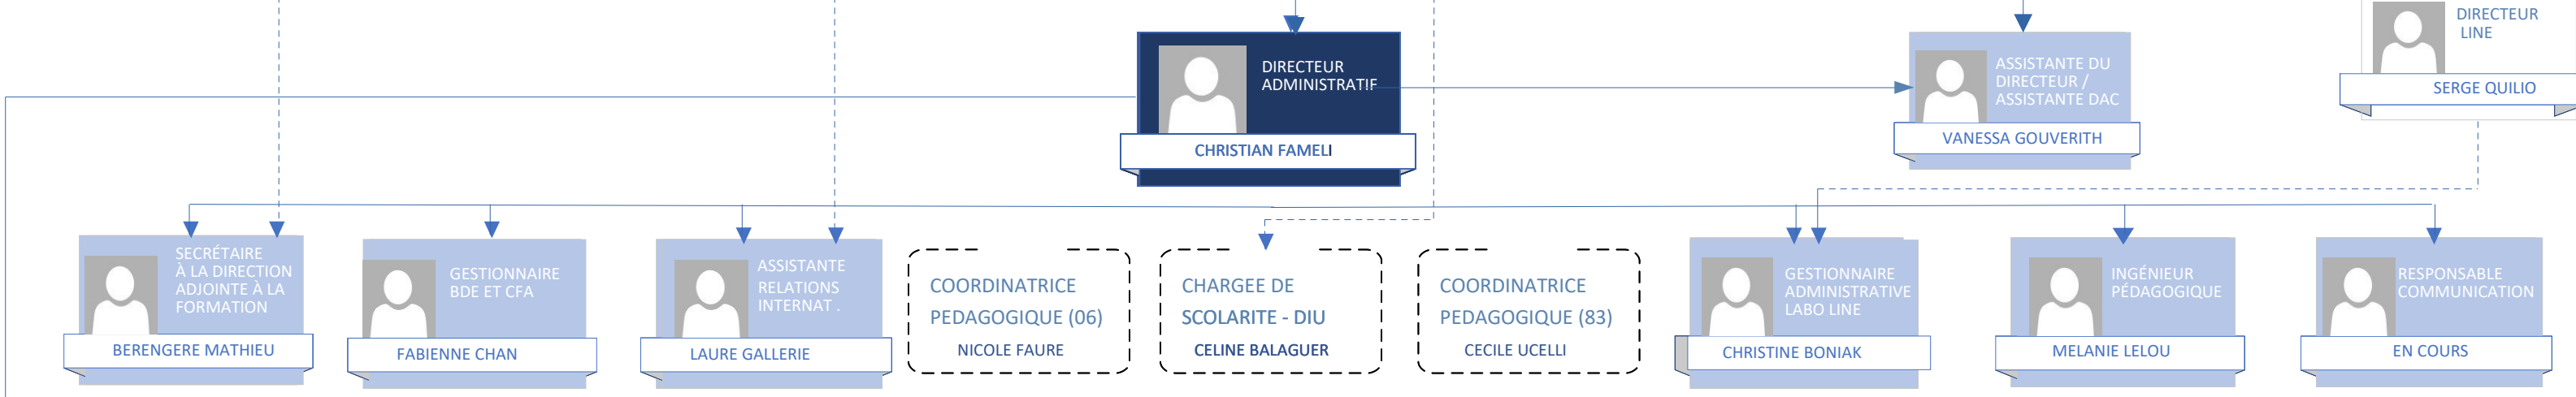 DIRECTEUR
LINE
SERGE QUILIO
DIRECTEUR
ADMINISTRATIF
CHRISTIAN FAMELI
ASSISTANTE DU
DIRECTEUR /
ASSISTANTE DAC
VANESSA GOUVERITH
SECRÉTAIRE
À LA DIRECTION
ADJOINTE À LA
FORMATION
BERENGERE MATHIEU
GESTIONNAIRE
BDE ET CFA
FABIENNE CHAN
ASSISTANTE
RELATIONS
INTERNAT .
LAURE GALLERIE
COORDINATRICE
PEDAGOGIQUE (06)
NICOLE FAURE
CHARGEE DE
SCOLARITE - DIU
CELINE BALAGUER
COORDINATRICE
PEDAGOGIQUE (83)
CECILE UCELLI
GESTIONNAIRE
ADMINISTRATIVE
LABO LINE
CHRISTINE BONIAK
INGÉNIEUR
PÉDAGOGIQUE
MELANIE LELOU
RESPONSABLE
COMMUNICATION
EN COURS